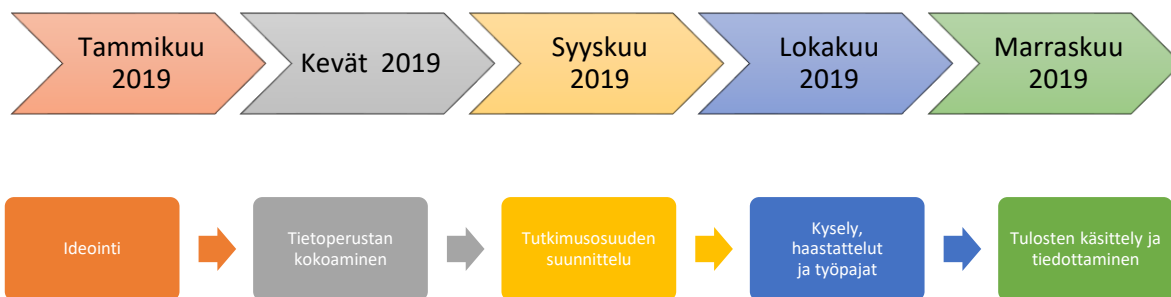 Tammikuu
2019
Kevät 2019
Syyskuu
2019
Lokakuu
2019
Marraskuu
2019
Ideointi
Tietoperustan
kokoaminen
Tutkimusosuuden
suunnittelu
Kysely,
haastattelut
ja työpajat
Tulosten käsittely ja
tiedottaminen